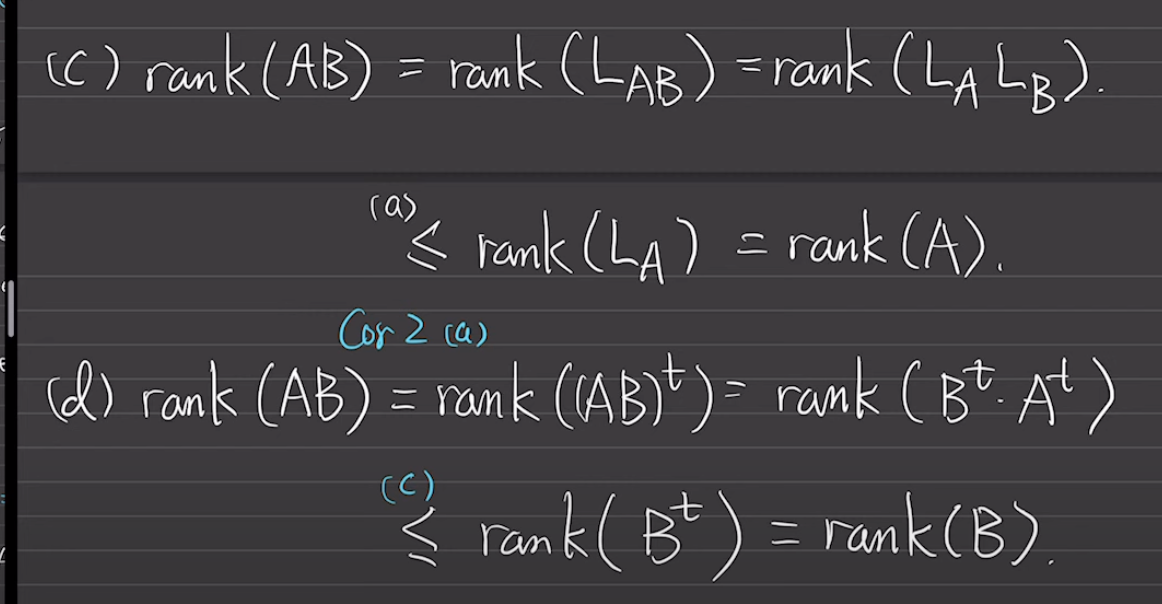 (c) rank(AB) = rank(L_AB) = rank(L_A L_B).
(a)
≤ rank(L_A) = rank(A).
Cor 2 (a)
(d) rank(AB) = rank((AB)^t) = rank(B^t · A^t)
(c)
≤ rank(B^t) = rank(B).